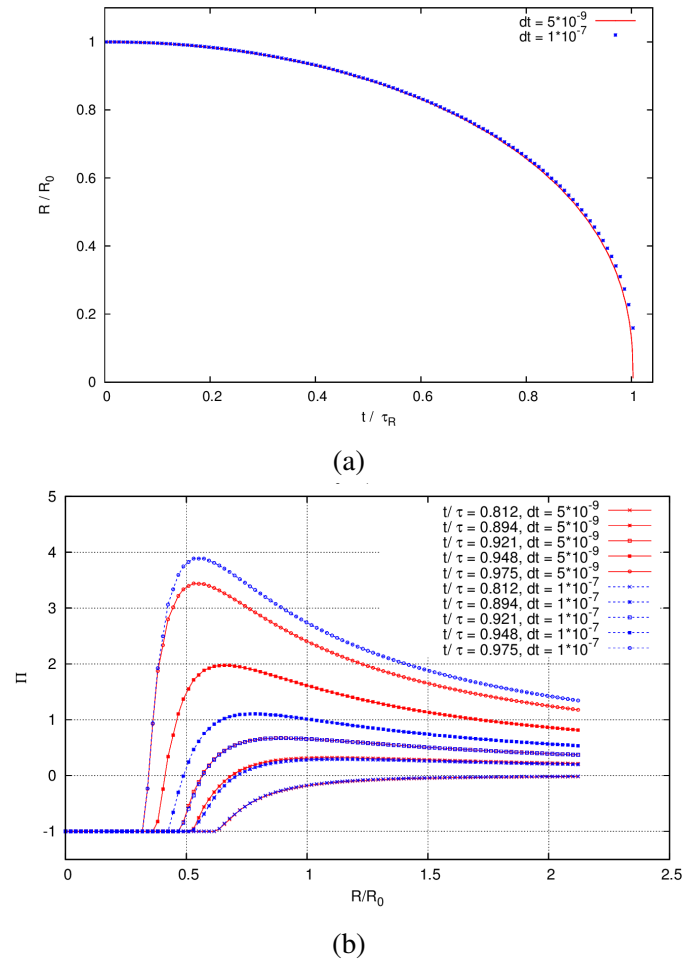 dt = 5*10⁻⁹
dt = 1*10⁻⁷
1
0.8
0.6
0.4
0.2
0
R / R₀
0 0.2 0.4 0.6 0.8 1
t / τ_R
(a)
5
4
3
2
1
0
-1
Π
t/ τ = 0.812, dt = 5*10⁻⁹
t/ τ = 0.894, dt = 5*10⁻⁹
t/ τ = 0.921, dt = 5*10⁻⁹
t/ τ = 0.948, dt = 5*10⁻⁹
t/ τ = 0.975, dt = 5*10⁻⁹
t/ τ = 0.812, dt = 1*10⁻⁷
t/ τ = 0.894, dt = 1*10⁻⁷
t/ τ = 0.921, dt = 1*10⁻⁷
t/ τ = 0.948, dt = 1*10⁻⁷
t/ τ = 0.975, dt = 1*10⁻⁷
0 0.5 1 1.5 2 2.5
R/R₀
(b)